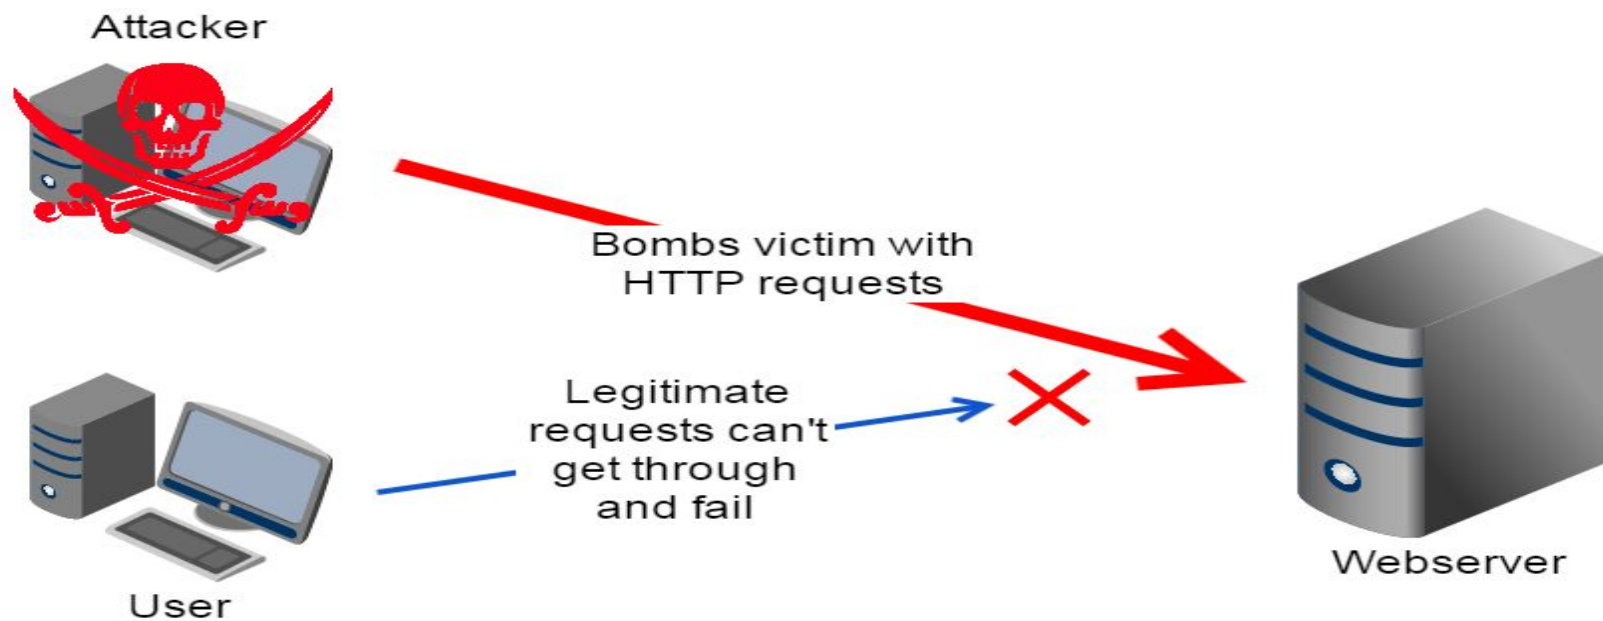 Attacker
Bombs victim with
HTTP requests
Legitimate
requests can't
get through
and fail
Webserver
User